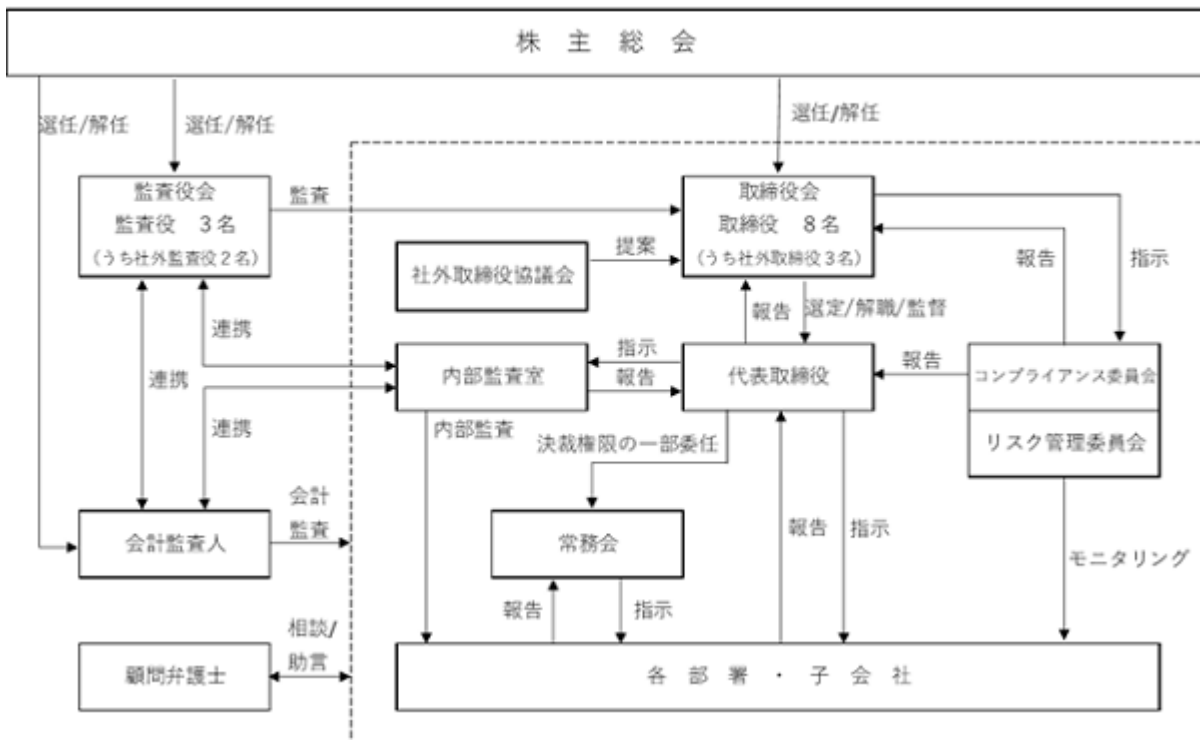 株 主 総 会
選任/解任
選任/解任
選任/解任
監査役会
監査役 3名
(うち社外監査役2名)
監査
取締役会
取締役 8名
(うち社外取締役3名)
社外取締役協議会
提案
報告
指示
連携
報告
選定/解職/監督
連携
連携
内部監査室
指示
報告
代表取締役
報告
コンプライアンス委員会
リスク管理委員会
内部監査
決裁権限の一部委任
会計監査人
会計
監査
常務会
報告
指示
モニタリング
報告
指示
顧問弁護士
相談/
助言
各 部 署 ・ 子 会 社